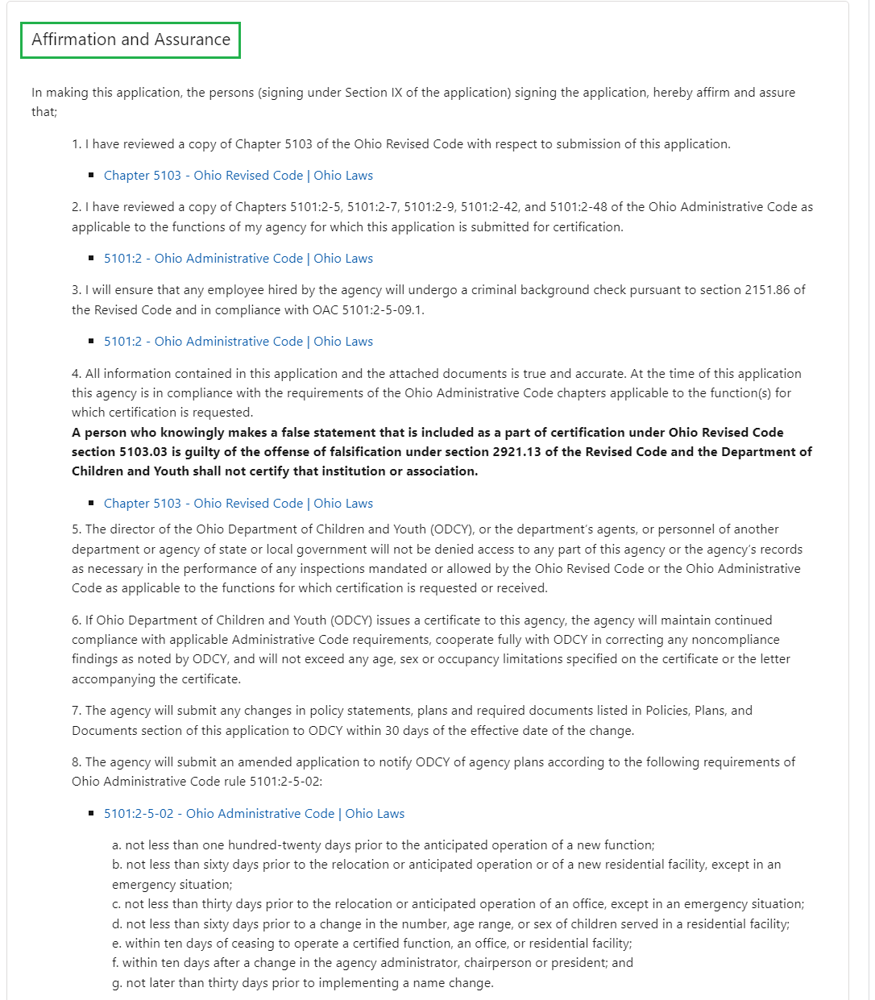 Affirmation and Assurance
In making this application, the persons (signing under Section IX of the application) signing the application, hereby affirm and assure
that;
1. I have reviewed a copy of Chapter 5103 of the Ohio Revised Code with respect to submission of this application.
▪ Chapter 5103 - Ohio Revised Code | Ohio Laws
2. I have reviewed a copy of Chapters 5101:2-5, 5101:2-7, 5101:2-9, 5101:2-42, and 5101:2-48 of the Ohio Administrative Code as
applicable to the functions of my agency for which this application is submitted for certification.
▪ 5101:2 - Ohio Administrative Code | Ohio Laws
3. I will ensure that any employee hired by the agency will undergo a criminal background check pursuant to section 2151.86 of
the Revised Code and in compliance with OAC 5101:2-5-09.1.
▪ 5101:2 - Ohio Administrative Code | Ohio Laws
4. All information contained in this application and the attached documents is true and accurate. At the time of this application
this agency is in compliance with the requirements of the Ohio Administrative Code chapters applicable to the function(s) for
which certification is requested.
A person who knowingly makes a false statement that is included as a part of certification under Ohio Revised Code
section 5103.03 is guilty of the offense of falsification under section 2921.13 of the Revised Code and the Department of
Children and Youth shall not certify that institution or association.
▪ Chapter 5103 - Ohio Revised Code | Ohio Laws
5. The director of the Ohio Department of Children and Youth (ODCY), or the department's agents, or personnel of another
department or agency of state or local government will not be denied access to any part of this agency or the agency's records
as necessary in the performance of any inspections mandated or allowed by the Ohio Revised Code or the Ohio Administrative
Code as applicable to the functions for which certification is requested or received.
6. If Ohio Department of Children and Youth (ODCY) issues a certificate to this agency, the agency will maintain continued
compliance with applicable Administrative Code requirements, cooperate fully with ODCY in correcting any noncompliance
findings as noted by ODCY, and will not exceed any age, sex or occupancy limitations specified on the certificate or the letter
accompanying the certificate.
7. The agency will submit any changes in policy statements, plans and required documents listed in Policies, Plans, and
Documents section of this application to ODCY within 30 days of the effective date of the change.
8. The agency will submit an amended application to notify ODCY of agency plans according to the following requirements of
Ohio Administrative Code rule 5101:2-5-02:
▪ 5101:2-5-02 - Ohio Administrative Code | Ohio Laws
a. not less than one hundred-twenty days prior to the anticipated operation of a new function;
b. not less than sixty days prior to the relocation or anticipated operation or of a new residential facility, except in an
emergency situation;
c. not less than thirty days prior to the relocation or anticipated operation of an office, except in an emergency situation;
d. not less than sixty days prior to a change in the number, age range, or sex of children served in a residential facility;
e. within ten days of ceasing to operate a certified function, an office, or residential facility;
f. within ten days after a change in the agency administrator, chairperson or president; and
g. not later than thirty days prior to implementing a name change.